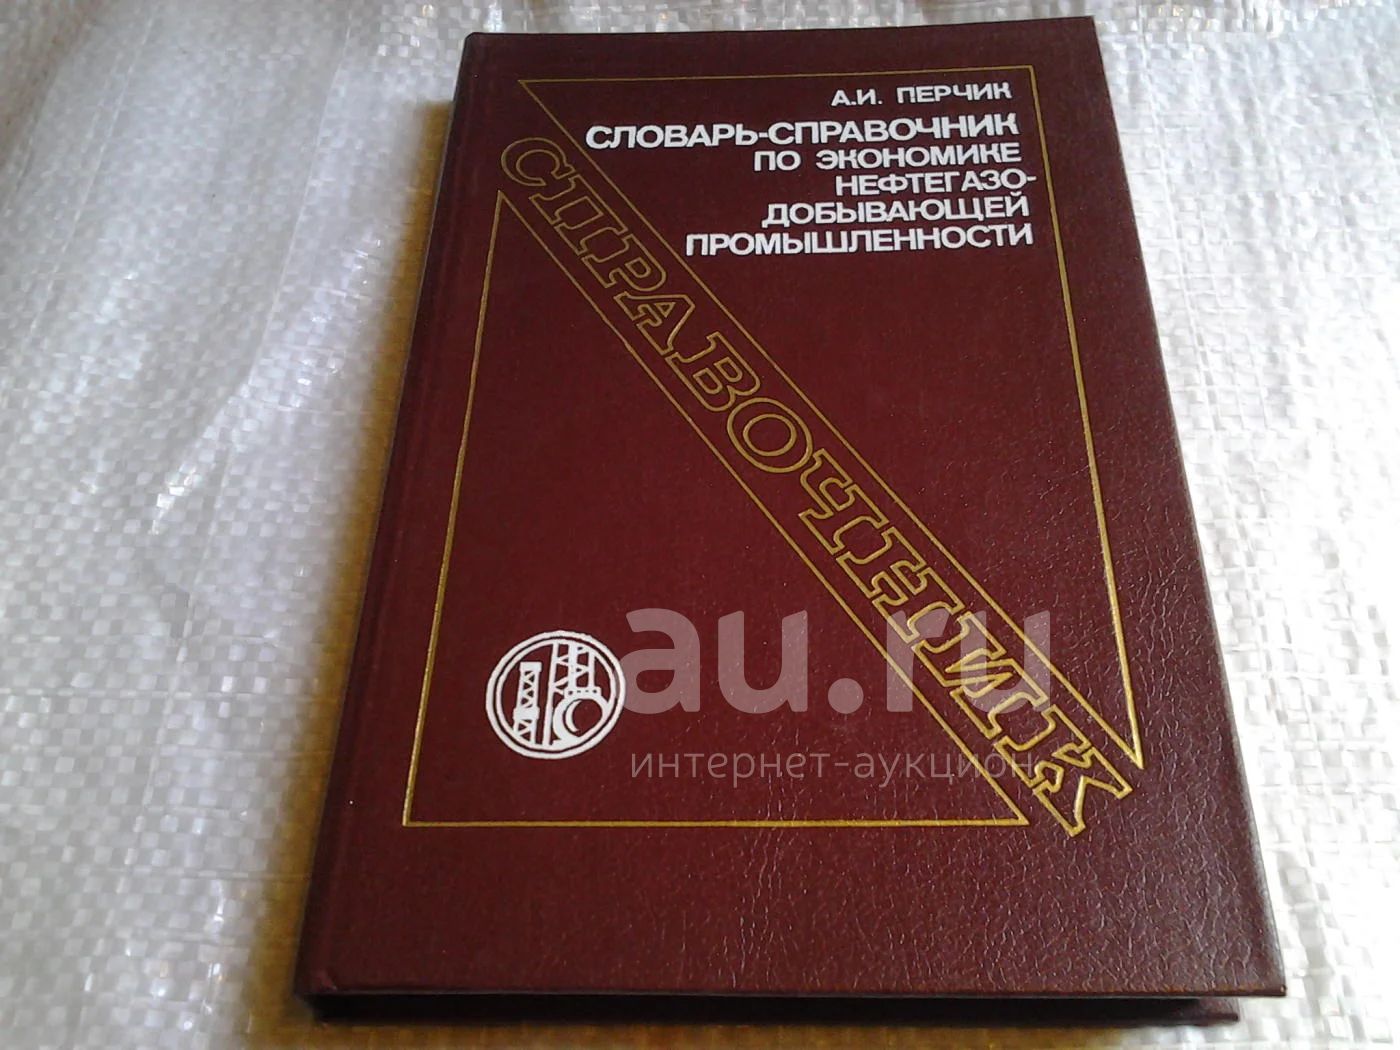 А.И. ПЕРЧИК
СЛОВАРЬ-СПРАВОЧНИК
ПО ЭКОНОМИКЕ
НЕФТЕГАЗО-
ДОБЫВАЮЩЕЙ
ПРОМЫШЛЕННОСТИ
СПРАВОЧНИК
au.ru
интернет-аукцион